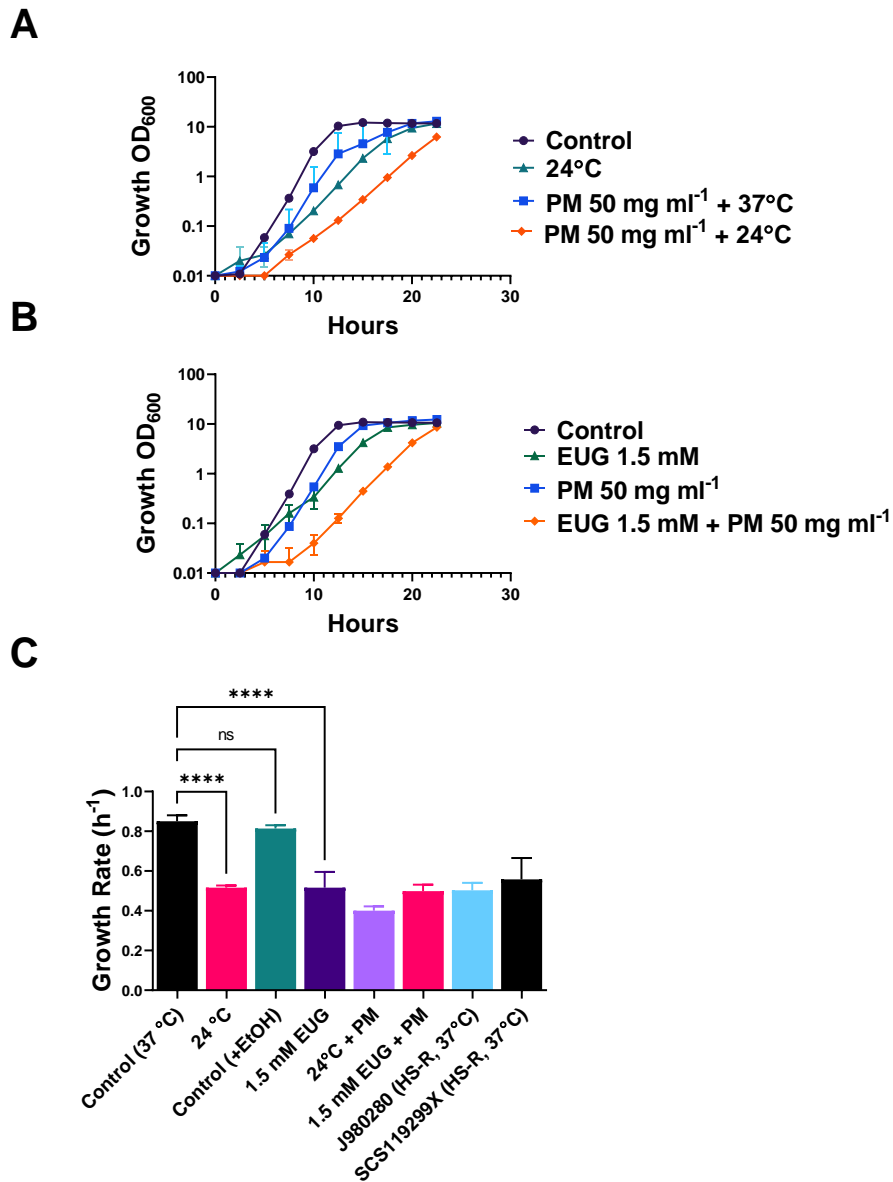 A
Growth OD600
100
10
1
0.1
0.01
0
10
20
30
Hours
Control
24°C
PM 50 mg ml-1 + 37°C
PM 50 mg ml-1 + 24°C
B
Growth OD600
100
10
1
0.1
0.01
0
10
20
30
Hours
Control
EUG 1.5 mM
PM 50 mg ml-1
EUG 1.5 mM + PM 50 mg ml-1
C
****
ns
****
Growth Rate (h-1)
1.0
0.8
0.6
0.4
0.2
0.0
Control (37 °C)
24 °C
Control (+EtOH)
1.5 mM EUG
24°C + PM
1.5 mM EUG + PM
J980280 (HS-R, 37°C)
SCS119299X (HS-R, 37°C)